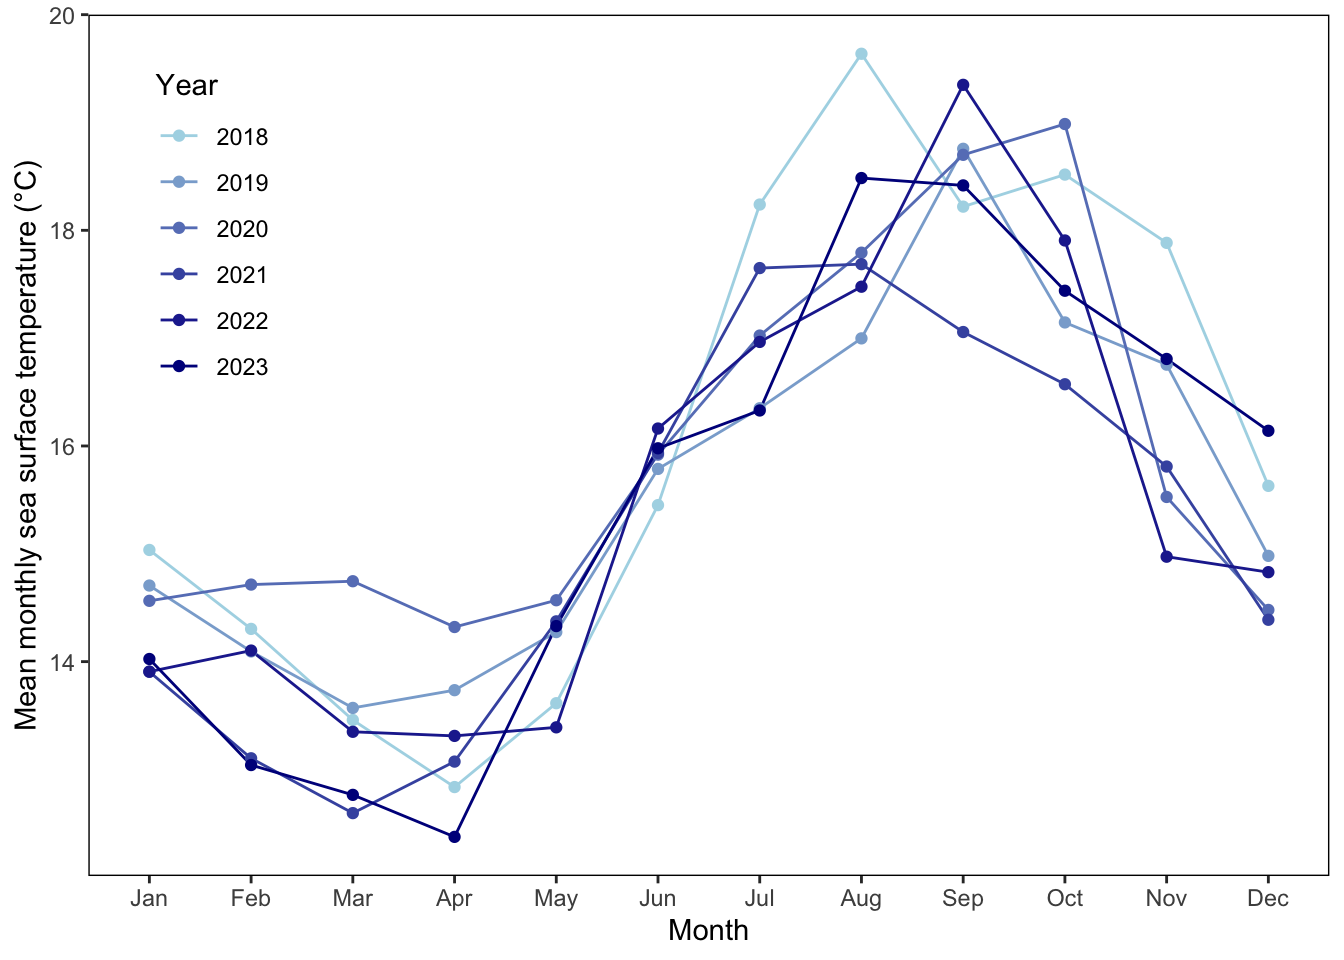 20
18
16
14
Mean monthly sea surface temperature (°C)
Year
2018
2019
2020
2021
2022
2023
Jan Feb Mar Apr May Jun Jul Aug Sep Oct Nov Dec
Month